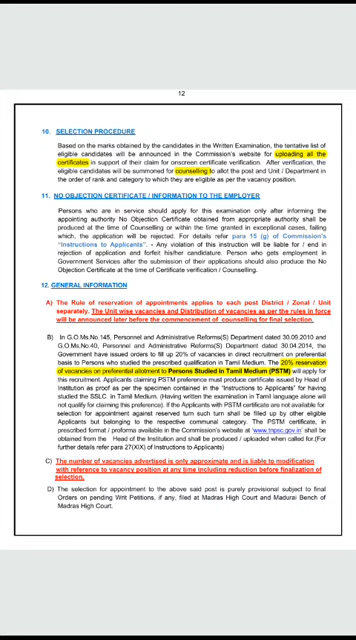 12
10. SELECTION PROCEDURE
Based on the marks obtained by the candidates in the Written Examination, the tentative list of
eligible candidates will be announced in the Commission's website for uploading all the
certificates in support of their claim for onscreen certificate verification. After verification, the
eligible candidates will be summoned for counselling to allot the post and Unit / Department in
the order of rank and category to which they are eligible as per the vacancy position.
11. NO OBJECTION CERTIFICATE / INFORMATION TO THE EMPLOYER
Persons who are in service should apply for this examination only after informing the
appointing authority No Objection Certificate obtained from appropriate authority shall be
produced at the time of Counselling or within the time granted in exceptional cases, failing
which, the application will be rejected. For details refer para 15 (g) of Commission's
"Instructions to Applicants". - Any violation of this instruction will be liable for / end in
rejection of application and forfeit his/her candidature. Person who gets employment in
Government Services after the submission of their applications should also produce the No
Objection Certificate at the time of Certificate verification / Counselling.
12. GENERAL INFORMATION
A) The Rule of reservation of appointments applies to each post District / Zonal / Unit
separately. The Unit wise vacancies and Distribution of vacancies as per the rules in force
will be announced later before the commencement of counselling for final selection.
B) In G.O.Ms.No.145, Personnel and Administrative Reforms(S) Department dated 30.09.2010 and
G.O.Ms.No.40, Personnel and Administrative Reforms(S) Department dated 30.04.2014, the
Government have issued orders to fill up 20% of vacancies in direct recruitment on preferential
basis to Persons who studied the prescribed qualification in Tamil Medium. The 20% reservation
of vacancies on preferential allotment to Persons Studied in Tamil Medium (PSTM) will apply for
this recruitment. Applicants claiming PSTM preference must produce certificate issued by Head of
Institution as proof as per the specimen contained in the 'Instructions to Applicants' for having
studied the SSLC in Tamil Medium. (Having written the examination in Tamil language alone will
not qualify for claiming this preference). If the Applicants with PSTM certificate are not available for
selection for appointment against reserved turn such turn shall be filled up by other eligible
Applicants but belonging to the respective communal category. The PSTM certificate, in
prescribed format / proforma available in the Commission's website at 'www.tnpsc.gov.in' shall be
obtained from the Head of the Institution and shall be produced / uploaded when called for.(For
further details refer para 27(XIX) of Instructions to Applicants)
C) The number of vacancies advertised is only approximate and is liable to modification
with reference to vacancy position at any time including reduction before finalization of
selection.
D) The selection for appointment to the above said post is purely provisional subject to final
Orders on pending Writ Petitions, if any, filed at Madras High Court and Madurai Bench of
Madras High Court.